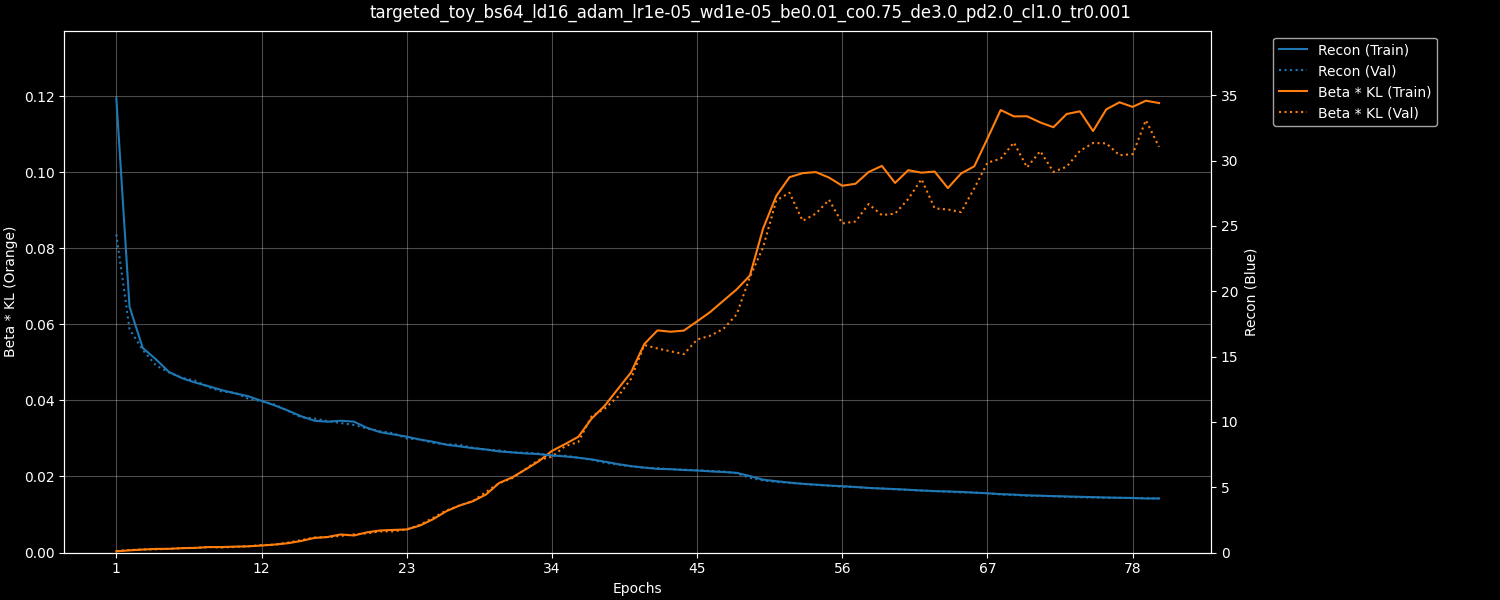 targeted_toy_bs64_ld16_adam_lr1e-05_wd1e-05_be0.01_co0.75_de3.0_pd2.0_cl1.0_tr0.001
Recon (Train)
Recon (Val)
Beta * KL (Train)
Beta * KL (Val)
Beta * KL (Orange)
0.12
0.10
0.08
0.06
0.04
0.02
0.00
35
30
25
20
15
10
5
0
Recon (Blue)
1 12 23 34 45 56 67 78
Epochs